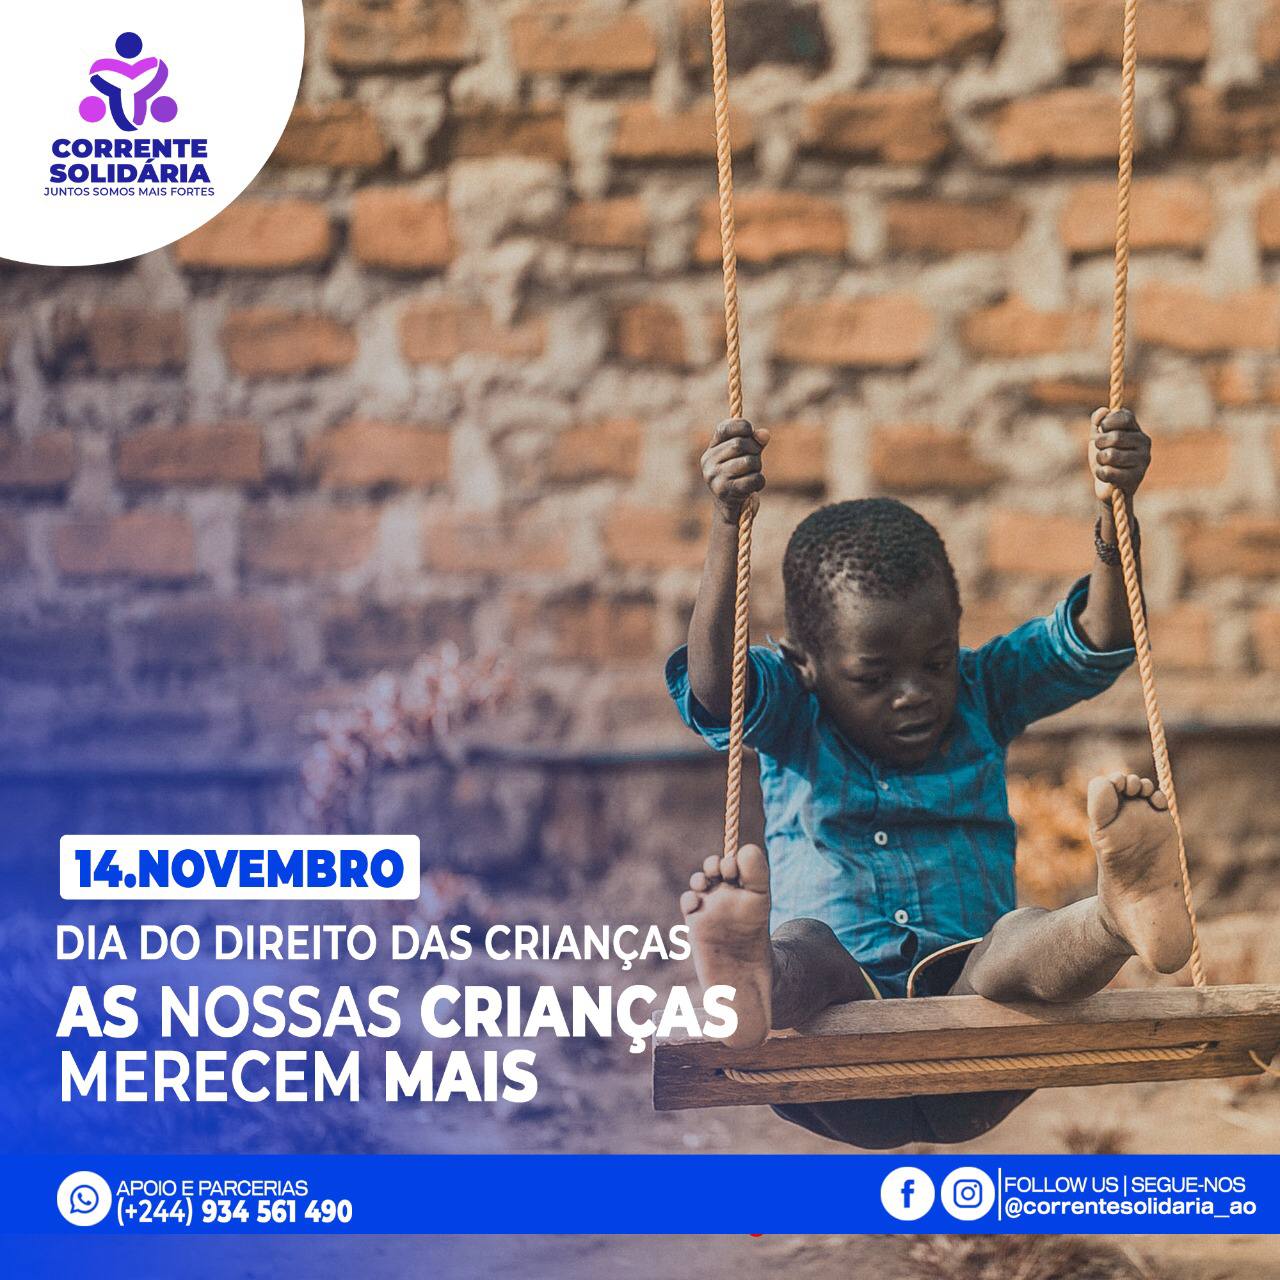 CORRENTE
SOLIDÁRIA
JUNTOS SOMOS MAIS FORTES
14.NOVEMBRO
DIA DO DIREITO DAS CRIANÇAS
AS NOSSAS CRIANÇAS
MERECEM MAIS
APOIO E PARCERIAS
(+244) 934 561 490
FOLLOW US | SEGUE-NOS
@correntesolidaria_ao